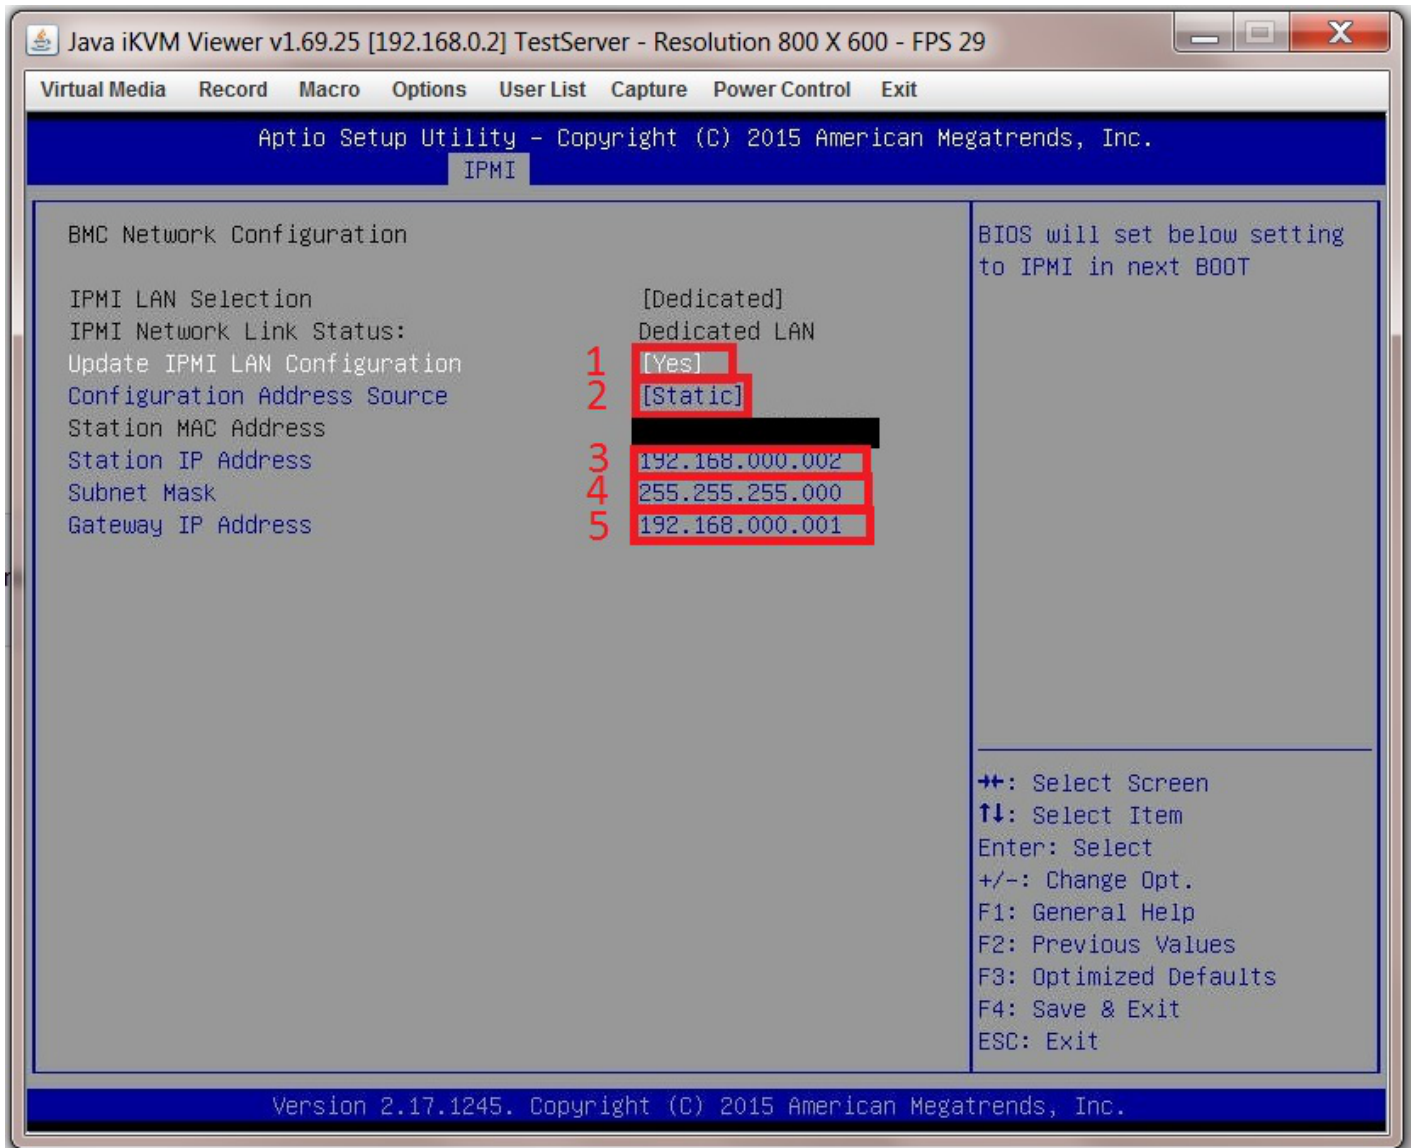 Java iKVM Viewer v1.69.25 [192.168.0.2] TestServer - Resolution 800 X 600 - FPS 29
Virtual Media Record Macro Options User List Capture Power Control Exit
Aptio Setup Utility – Copyright (C) 2015 American Megatrends, Inc.
IPMI
BMC Network Configuration
IPMI LAN Selection [Dedicated]
IPMI Network Link Status: Dedicated LAN
Update IPMI LAN Configuration 1 [Yes]
Configuration Address Source 2 [Static]
Station MAC Address
Station IP Address 3 192.168.000.002
Subnet Mask 4 255.255.255.000
Gateway IP Address 5 192.168.000.001
BIOS will set below setting
to IPMI in next BOOT
→←: Select Screen
↑↓: Select Item
Enter: Select
+/-: Change Opt.
F1: General Help
F2: Previous Values
F3: Optimized Defaults
F4: Save & Exit
ESC: Exit
Version 2.17.1245. Copyright (C) 2015 American Megatrends, Inc.